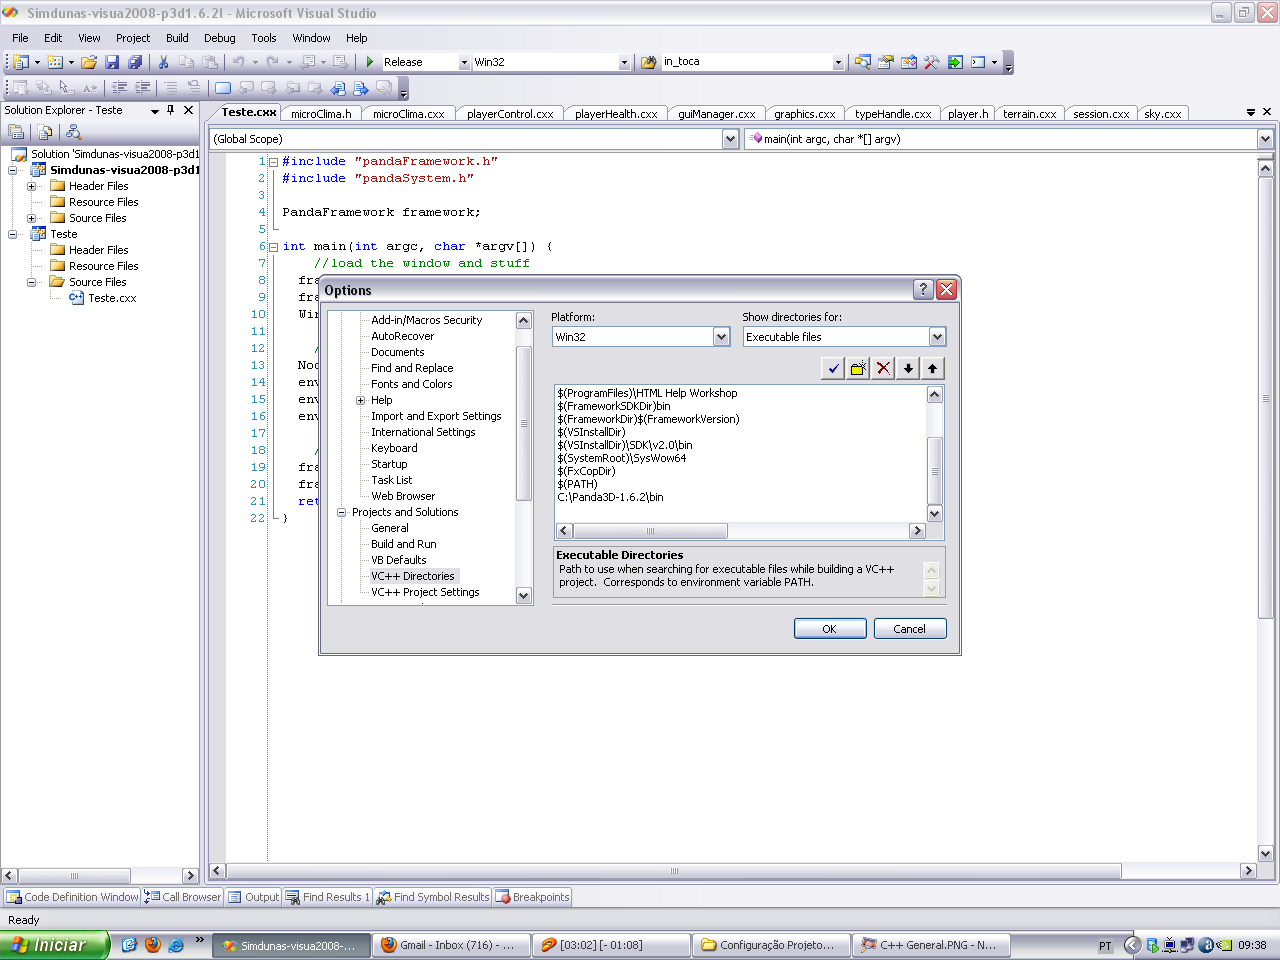 Simdunas-visua2008-p3d1.6.2l - Microsoft Visual Studio
File Edit View Project Build Debug Tools Window Help
Release Win32 in_toca
Solution Explorer - Teste
Teste.cxx microClima.h microClima.cxx playerControl.cxx playerHealth.cxx guiManager.cxx graphics.cxx typeHandle.cxx player.h terrain.cxx session.cxx sky.cxx
(Global Scope) main(int argc, char *[] argv)
Solution 'Simdunas-visua2008-p3d1
Simdunas-visua2008-p3d1
Header Files
Resource Files
Source Files
Teste
Header Files
Resource Files
Source Files
Teste.cxx
1 #include "pandaFramework.h"
2 #include "pandaSystem.h"
3
4 PandaFramework framework;
5
6 int main(int argc, char *argv[]) {
7 //load the window and stuff
8 fra
9 fra
10 Win
11
12 /
13 Nod
14 env
15 env
16 env
17
18 /
19 fra
20 fra
21 ret
22 }
Options
Add-in/Macros Security
AutoRecover
Documents
Find and Replace
Fonts and Colors
Help
Import and Export Settings
International Settings
Keyboard
Startup
Task List
Web Browser
Projects and Solutions
General
Build and Run
VB Defaults
VC++ Directories
VC++ Project Settings
Platform: Show directories for:
Win32 Executable files
$(ProgramFiles)\HTML Help Workshop
$(FrameworkSDKDir)bin
$(FrameworkDir)$(FrameworkVersion)
$(VSInstallDir)
$(VSInstallDir)\SDK\v2.0\bin
$(SystemRoot)\SysWow64
$(FxCopDir)
$(PATH)
C:\Panda3D-1.6.2\bin
Executable Directories
Path to use when searching for executable files while building a VC++
project. Corresponds to environment variable PATH.
OK Cancel
Code Definition Window Call Browser Output Find Results 1 Find Symbol Results Breakpoints
Ready
Iniciar Simdunas-visua2008-... Gmail - Inbox (716) - ... [03:02] [- 01:08] Configuração Projeto... C++ General.PNG - N... PT 09:38